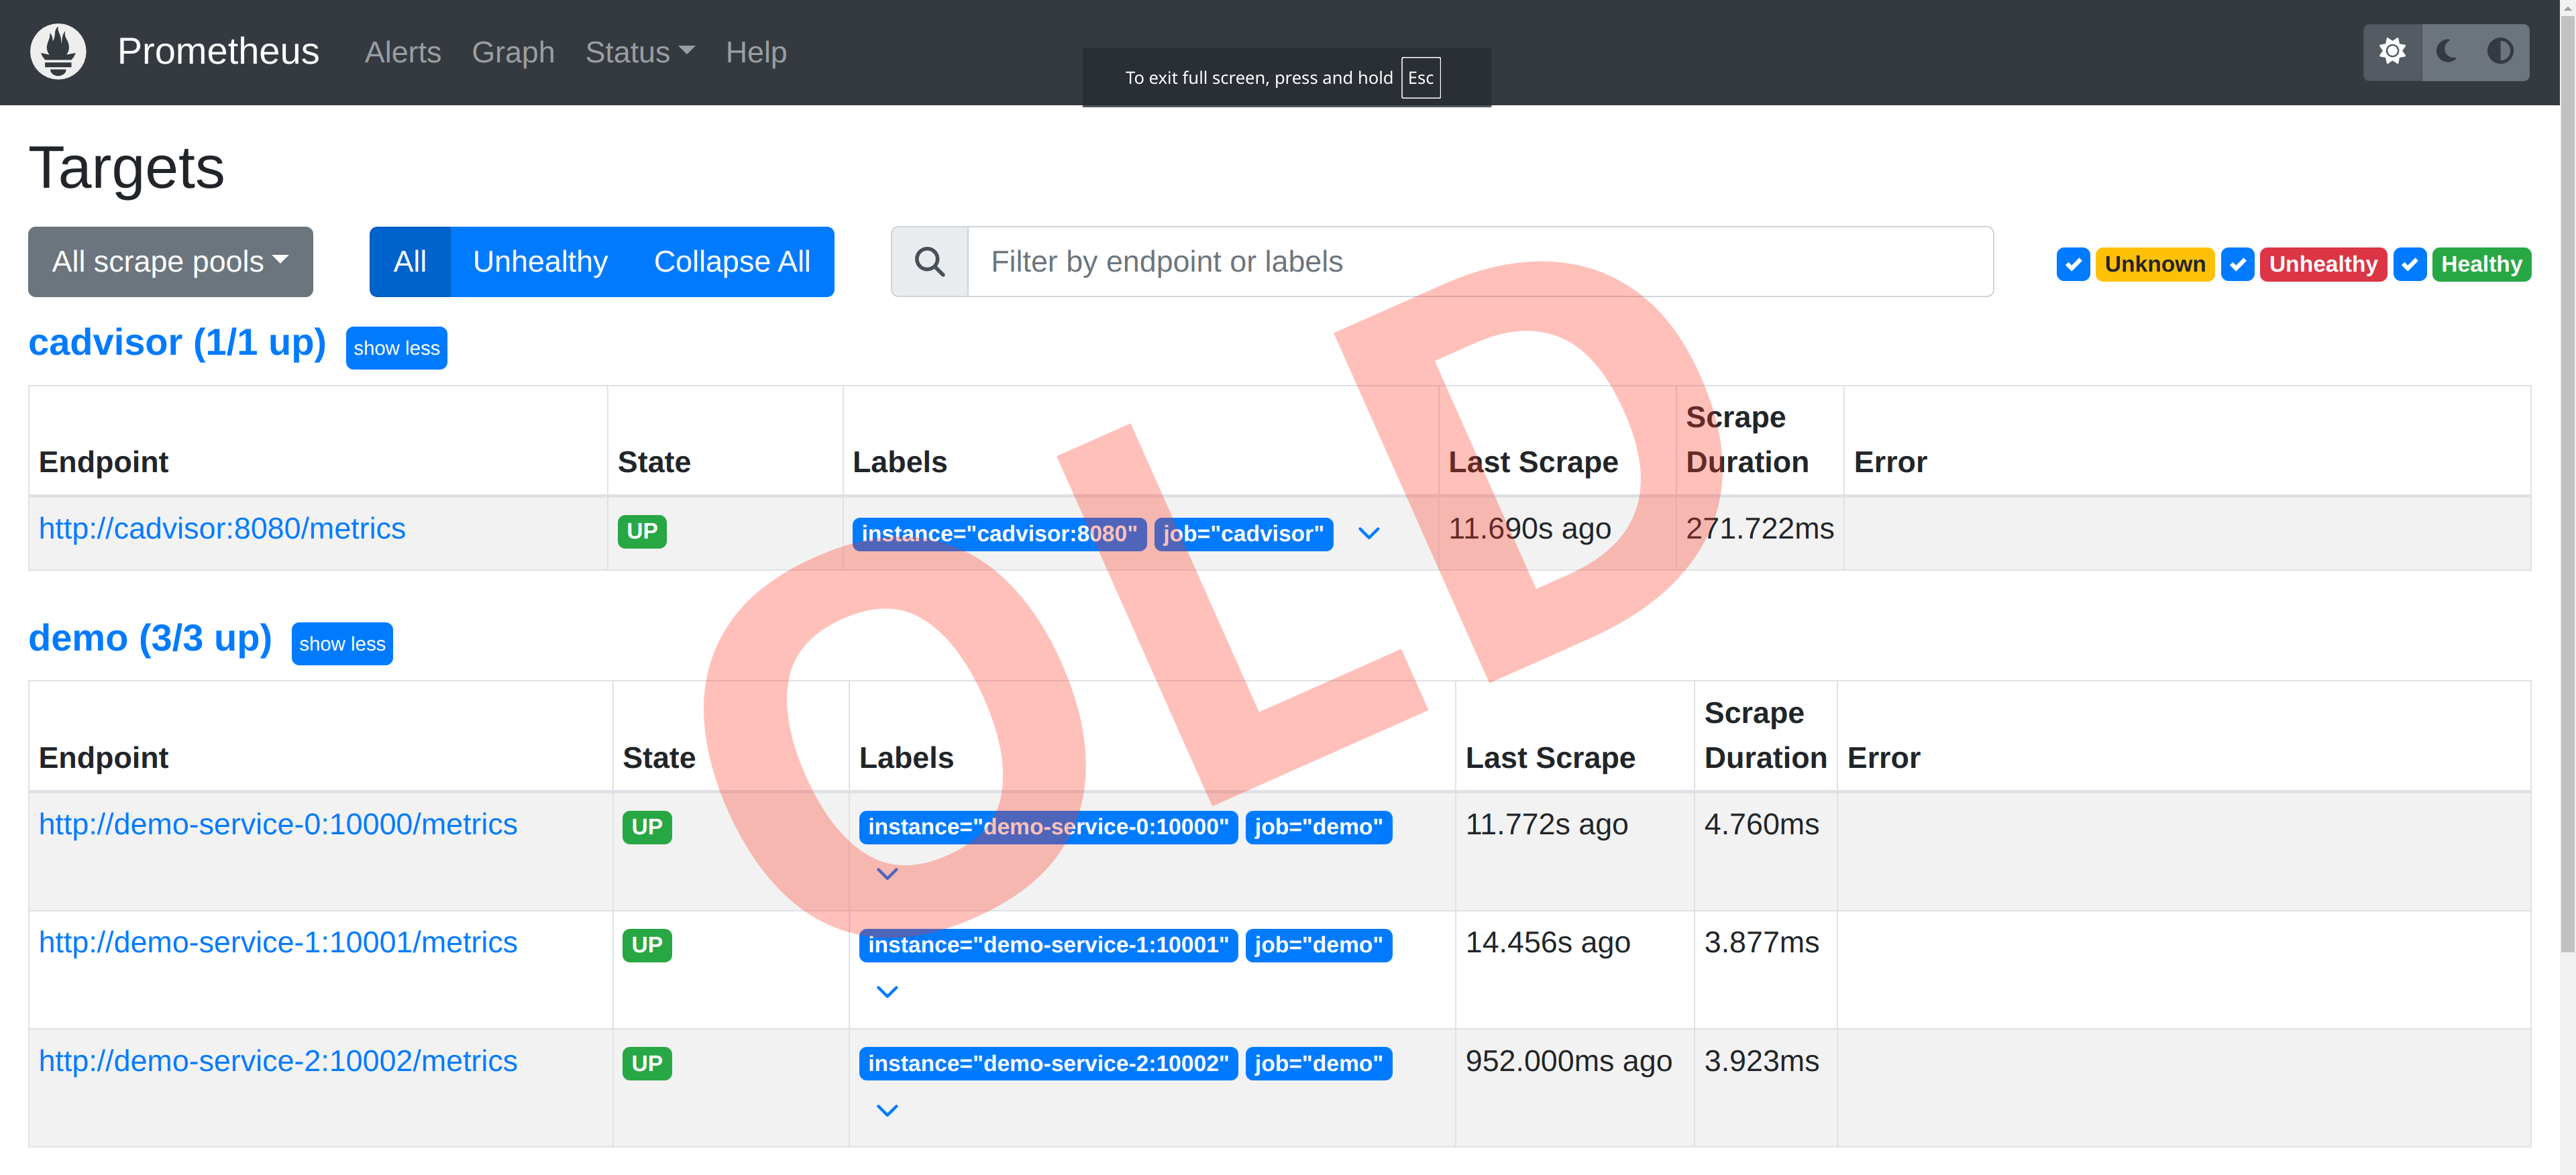 Prometheus Alerts Graph Status Help
To exit full screen, press and hold Esc
Targets
All scrape pools All Unhealthy Collapse All Filter by endpoint or labels Unknown Unhealthy Healthy
cadvisor (1/1 up) show less
Endpoint State Labels Last Scrape Scrape Duration Error
http://cadvisor:8080/metrics UP instance="cadvisor:8080" job="cadvisor" 11.690s ago 271.722ms
demo (3/3 up) show less
Endpoint State Labels Last Scrape Scrape Duration Error
http://demo-service-0:10000/metrics UP instance="demo-service-0:10000" job="demo" 11.772s ago 4.760ms
http://demo-service-1:10001/metrics UP instance="demo-service-1:10001" job="demo" 14.456s ago 3.877ms
http://demo-service-2:10002/metrics UP instance="demo-service-2:10002" job="demo" 952.000ms ago 3.923ms
OLD